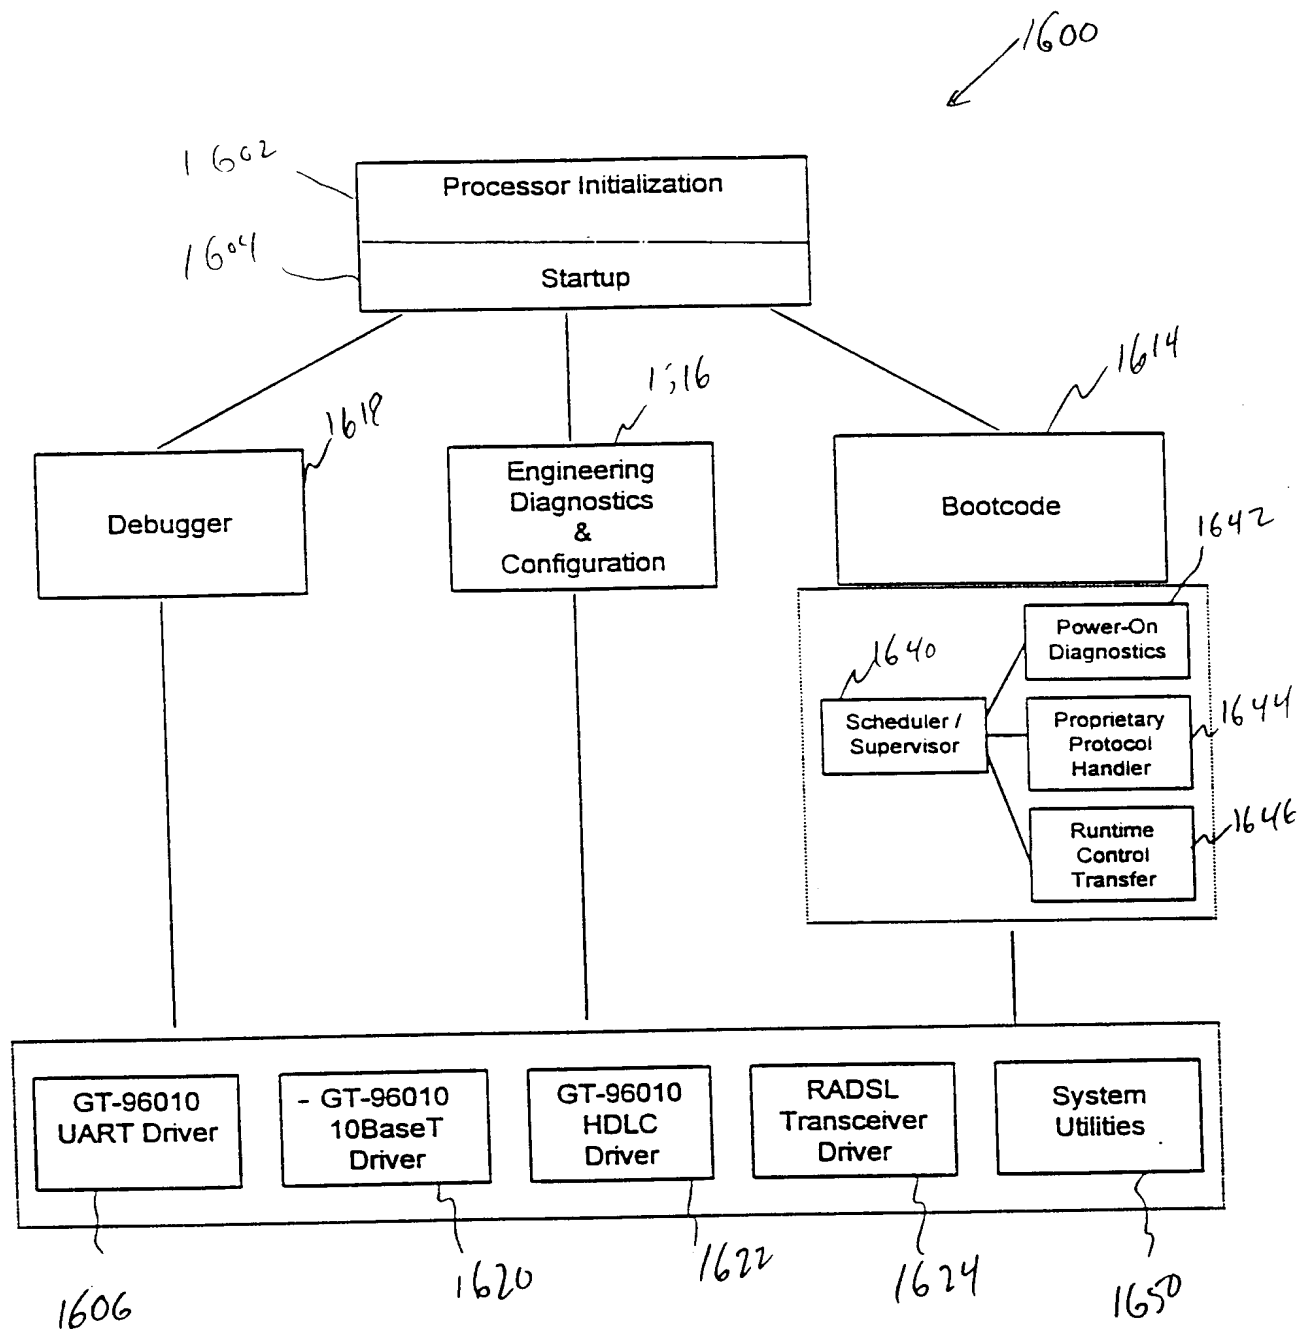 1600
1602
Processor Initialization
1604
Startup
1614
1618
Debugger
Engineering
Diagnostics
&
Configuration
Bootcode
1642
Power-On
Diagnostics
1640
Scheduler /
Supervisor
1644
Proprietary
Protocol
Handler
1646
Runtime
Control
Transfer
GT-96010
UART Driver
- GT-96010
10BaseT
Driver
GT-96010
HDLC
Driver
RADSL
Transceiver
Driver
System
Utilities
1606
1620
1622
1624
1650